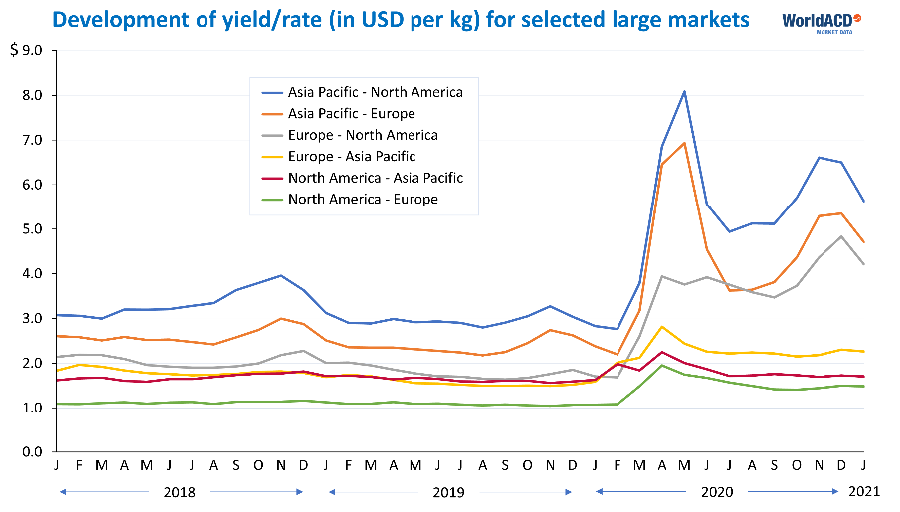 Development of yield/rate (in USD per kg) for selected large markets
WorldACD
MARKET DATA
$ 9.0
8.0
7.0
6.0
5.0
4.0
3.0
2.0
1.0
0.0
Asia Pacific - North America
Asia Pacific - Europe
Europe - North America
Europe - Asia Pacific
North America - Asia Pacific
North America - Europe
J F M A M J J A S O N D J F M A M J J A S O N D J F M A M J J A S O N D J
2018 2019 2020 2021